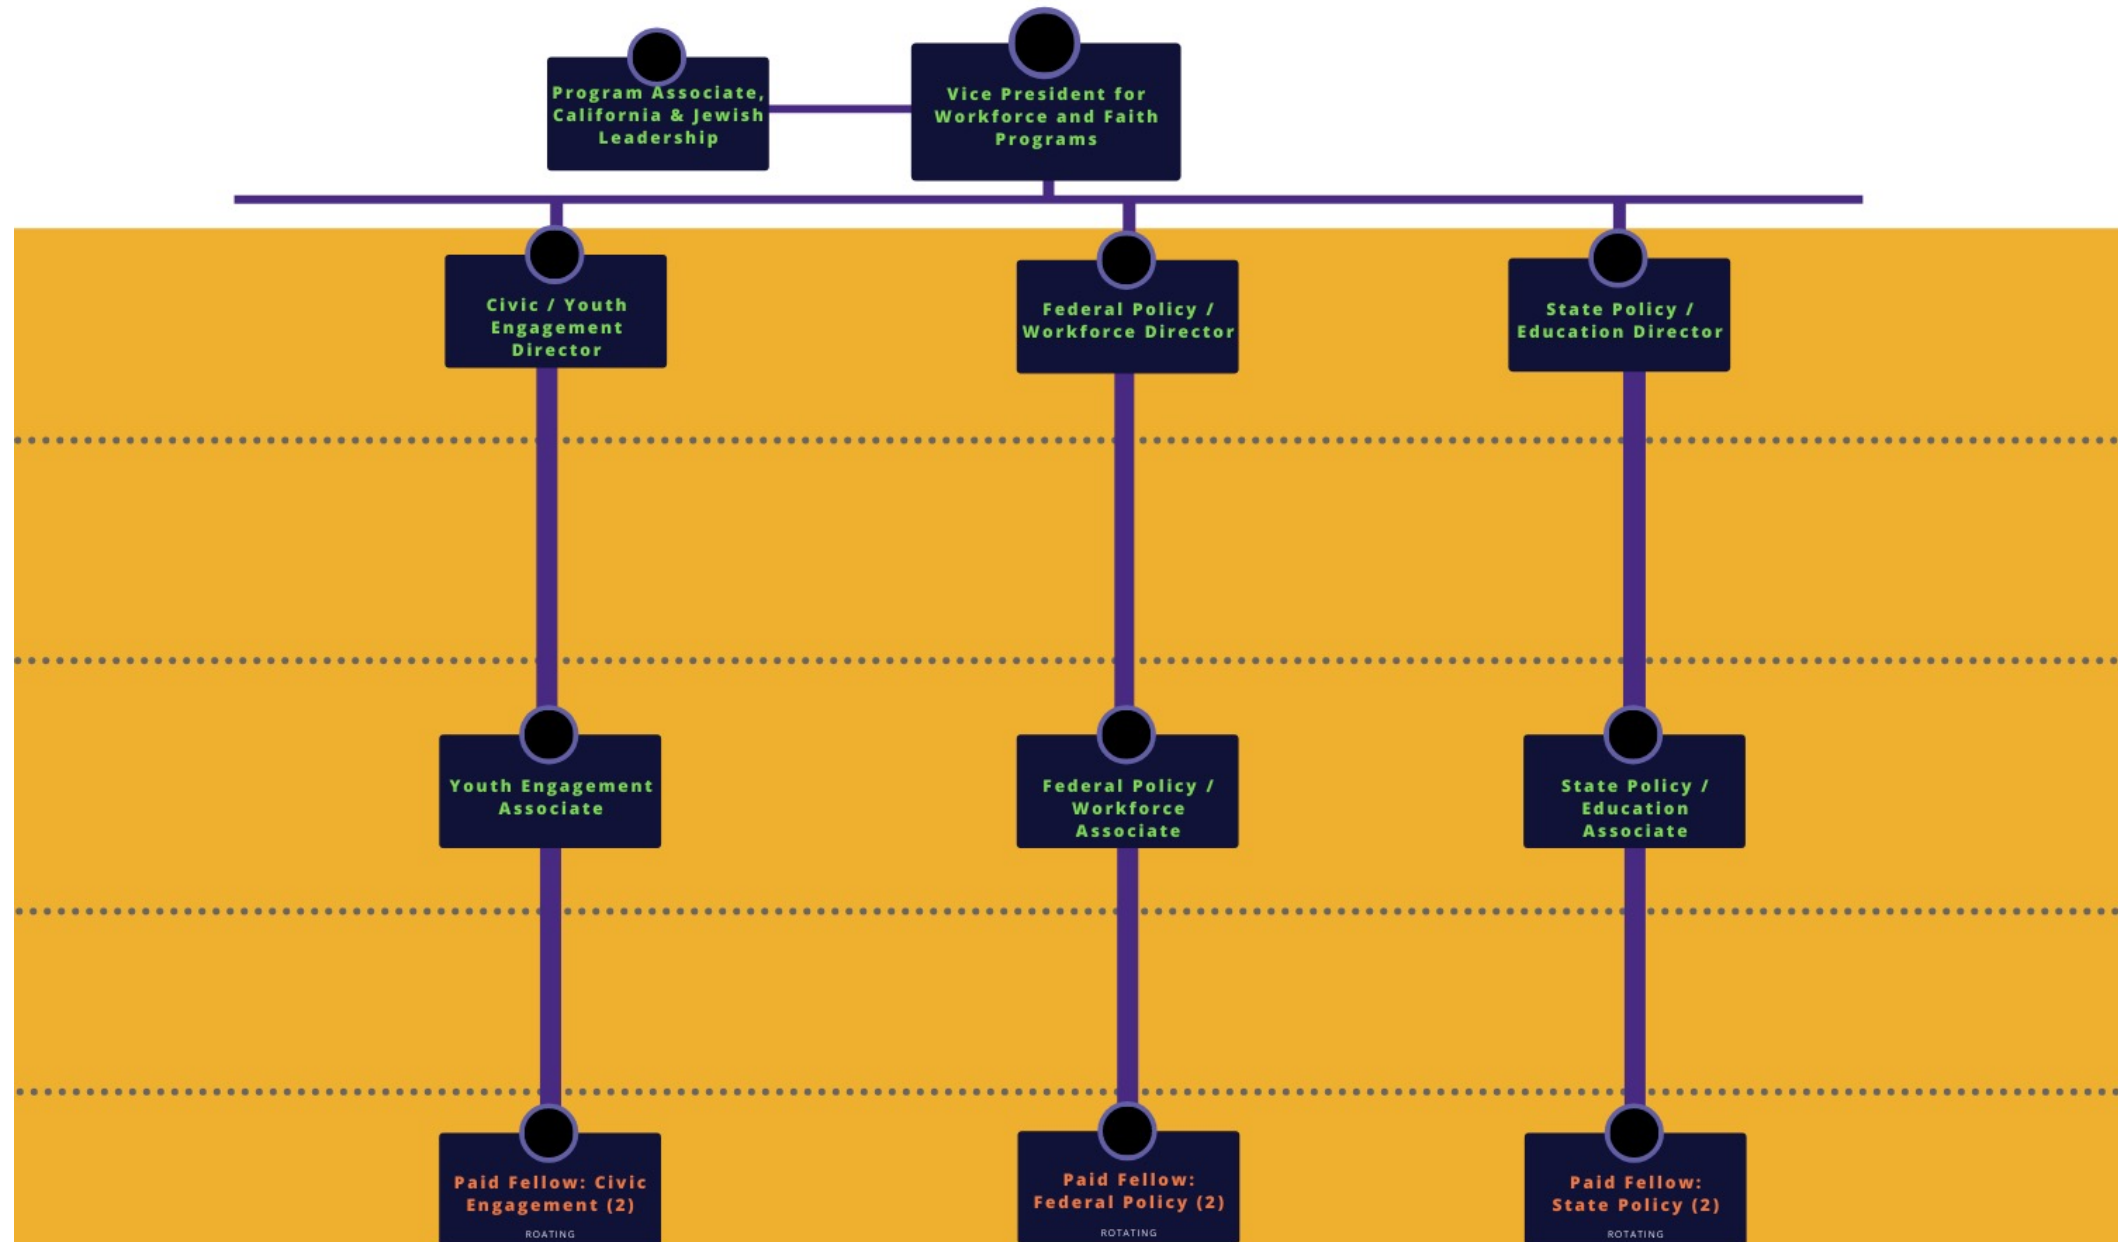 Program Associate,
California & Jewish
Leadership
Vice President for
Workforce and Faith
Programs
Civic / Youth
Engagement
Director
Federal Policy /
Workforce Director
State Policy /
Education Director
Youth Engagement
Associate
Federal Policy /
Workforce
Associate
State Policy /
Education
Associate
Paid Fellow: Civic
Engagement (2)
ROATING
Paid Fellow:
Federal Policy (2)
ROTATING
Paid Fellow:
State Policy (2)
ROTATING